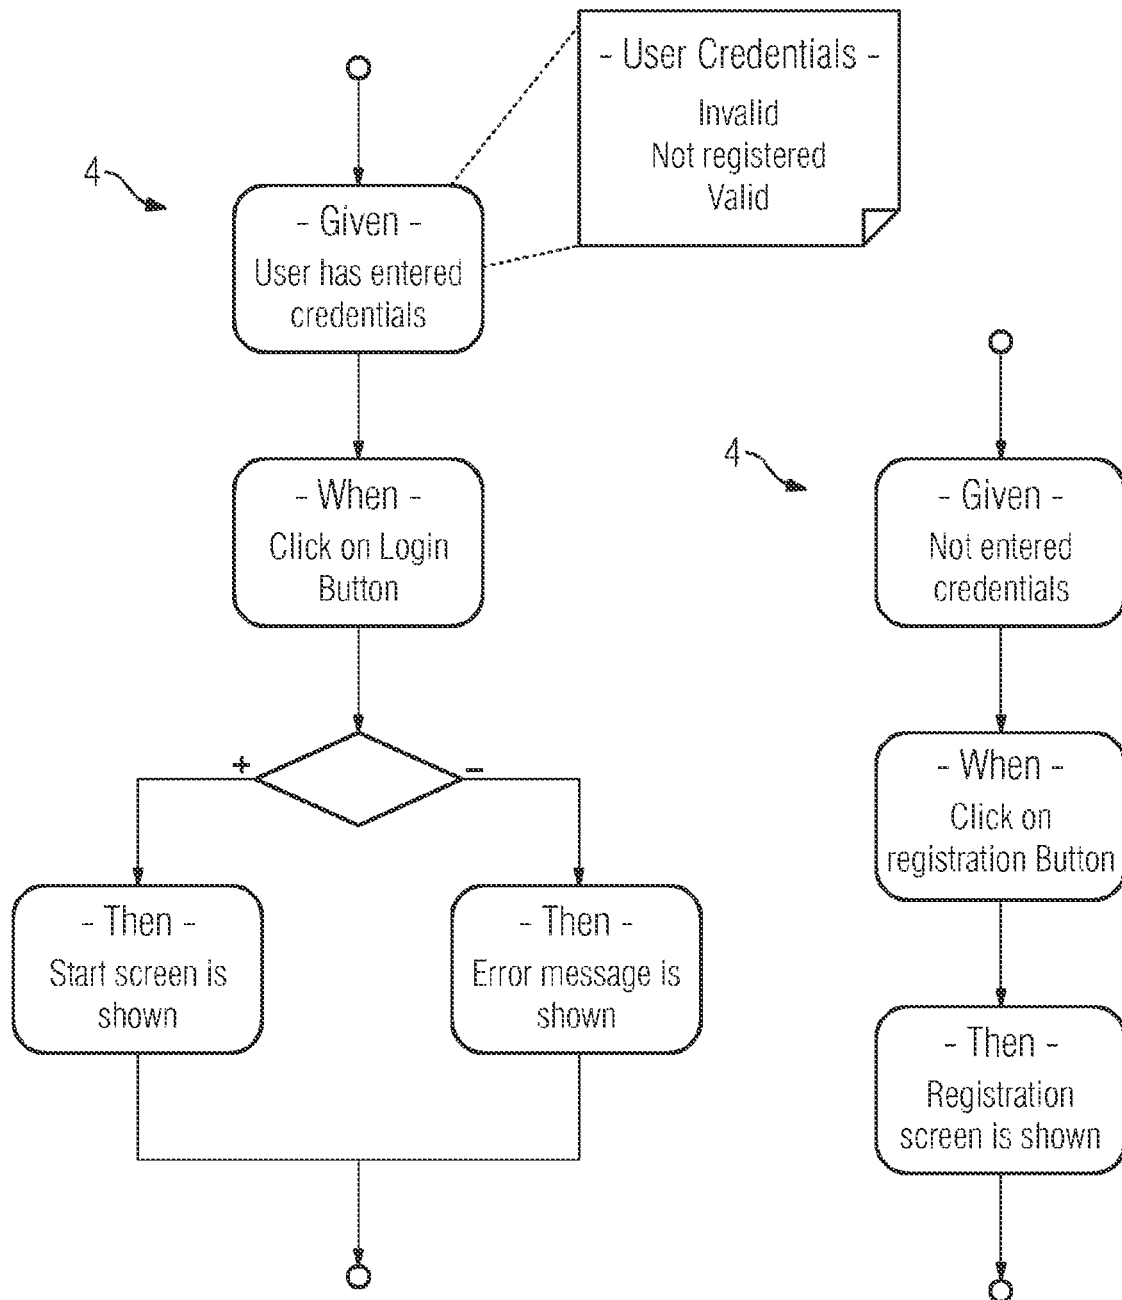 - User Credentials -
Invalid
Not registered
Valid
4
- Given -
User has entered
credentials
- When -
Click on Login
Button
+
-
- Then -
Start screen is
shown
- Then -
Error message is
shown
4
- Given -
Not entered
credentials
- When -
Click on
registration Button
- Then -
Registration
screen is shown